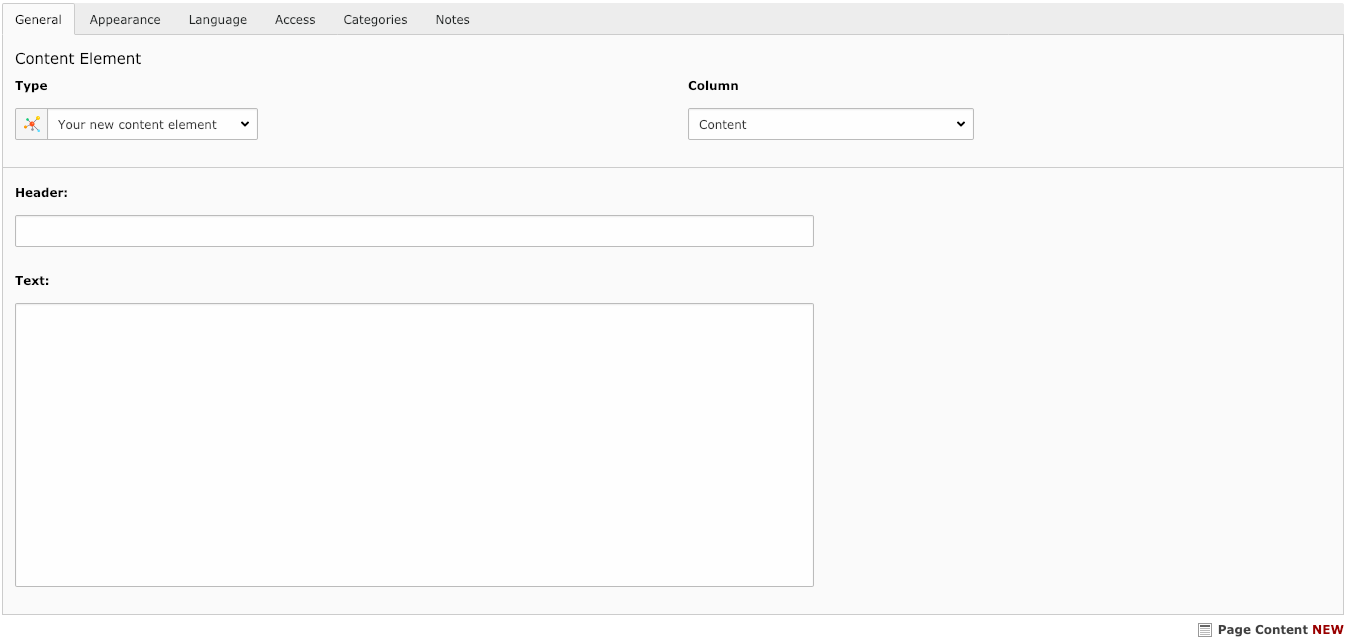 General Appearance Language Access Categories Notes
Content Element
Type Column
Your new content element Content
Header:
Text:
Page Content NEW